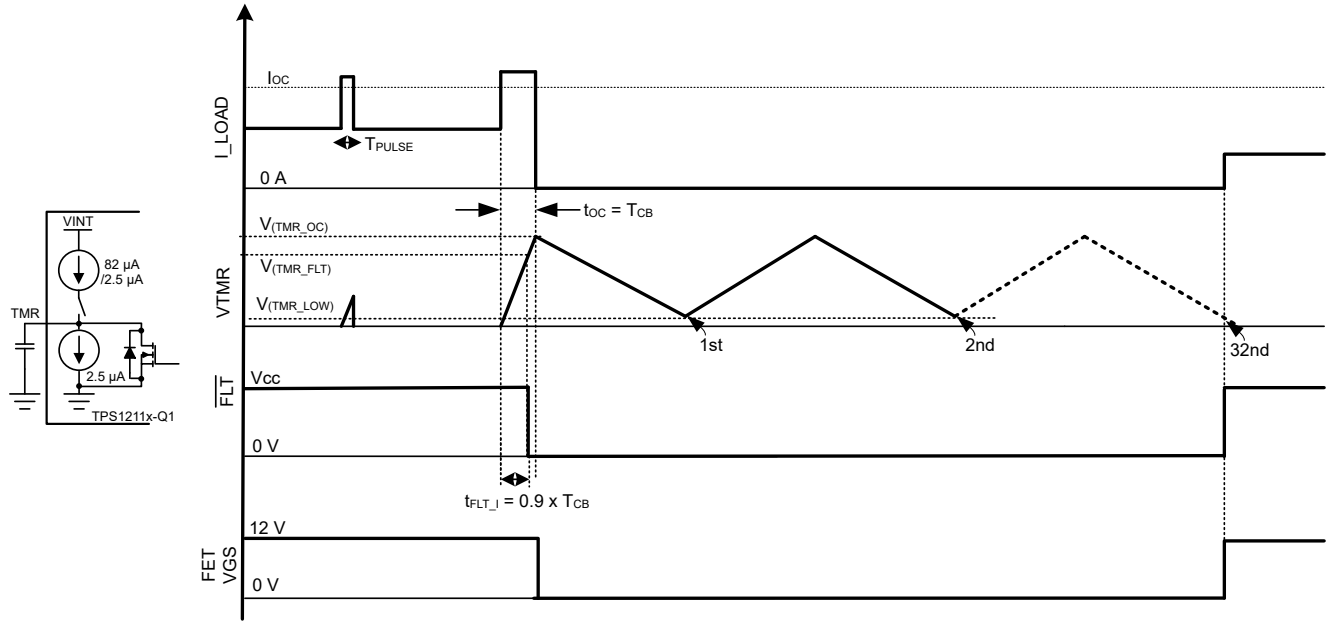 VINT
82 µA
/2.5 µA
TMR
2.5 µA
TPS1211x-Q1
I_LOAD
IOC
TPULSE
0 A
tOC = TCB
VTMR
V(TMR_OC)
V(TMR_FLT)
V(TMR_LOW)
1st
2nd
32nd
FLT
Vcc
0 V
tFLT_I = 0.9 x TCB
FET
VGS
12 V
0 V